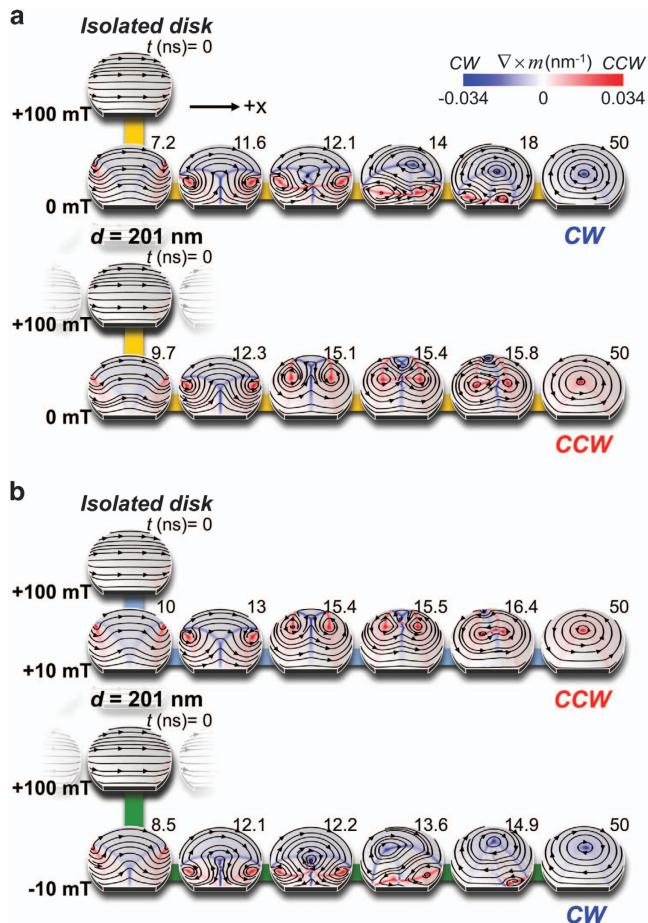 a
Isolated disk
t (ns)= 0
CW ∇ × m (nm⁻¹) CCW
-0.034 0 0.034
+x
+100 mT
7.2 11.6 12.1 14 18 50
0 mT
CW
d = 201 nm
t (ns)= 0
+100 mT
9.7 12.3 15.1 15.4 15.8 50
0 mT
CCW
b
Isolated disk
t (ns)= 0
+100 mT
10 13 15.4 15.5 16.4 50
+10 mT
CCW
d = 201 nm
t (ns)= 0
+100 mT
8.5 12.1 12.2 13.6 14.9 50
-10 mT
CW